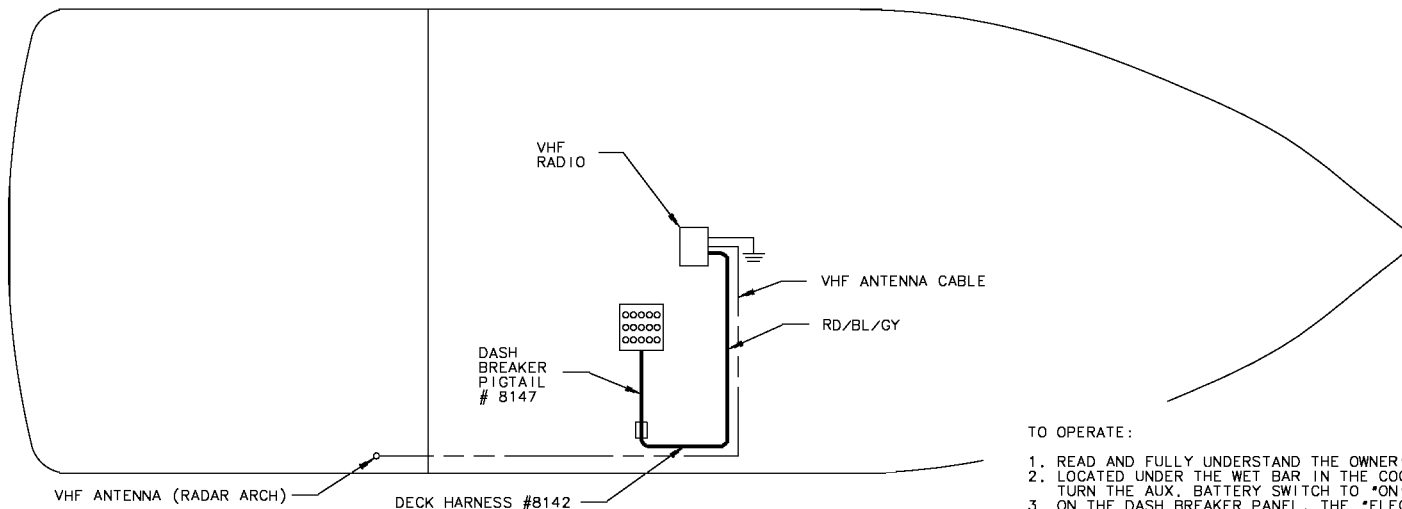 VHF
RADIO
VHF ANTENNA CABLE
RD/BL/GY
DASH
BREAKER
PIGTAIL
# 8147
VHF ANTENNA (RADAR ARCH)
DECK HARNESS #8142
TO OPERATE:
1. READ AND FULLY UNDERSTAND THE OWNER
2. LOCATED UNDER THE WET BAR IN THE
TURN THE AUX. BATTERY SWITCH TO "ON
3. ON THE DASH BREAKER PANEL, THE